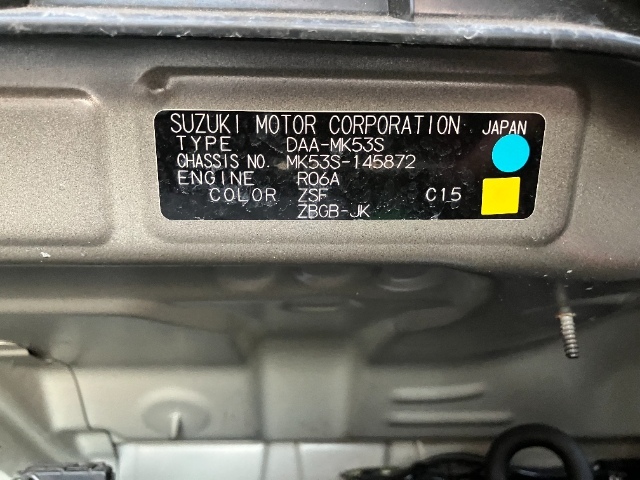 SUZUKI MOTOR CORPORATION JAPAN
TYPE DAA-MK53S
CHASSIS NO. MK53S-145872
ENGINE R06A
COLOR ZSF C15
ZBGB-JK